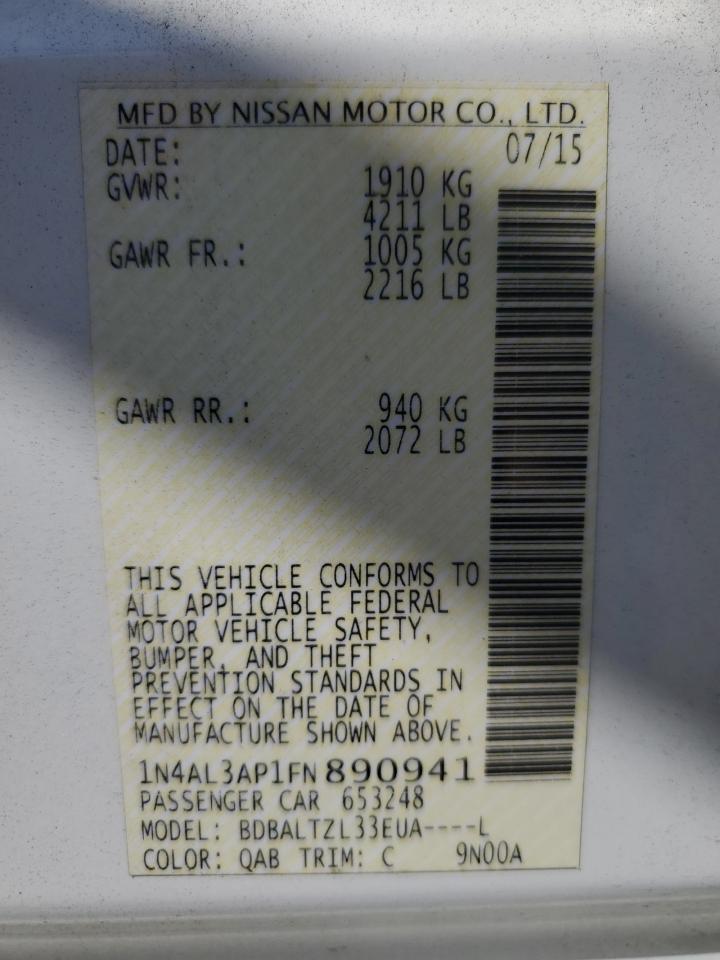 MFD BY NISSAN MOTOR CO., LTD.
DATE: 07/15
GVWR: 1910 KG
4211 LB
GAWR FR.: 1005 KG
2216 LB
GAWR RR.: 940 KG
2072 LB
THIS VEHICLE CONFORMS TO
ALL APPLICABLE FEDERAL
MOTOR VEHICLE SAFETY,
BUMPER, AND THEFT
PREVENTION STANDARDS IN
EFFECT ON THE DATE OF
MANUFACTURE SHOWN ABOVE.
1N4AL3AP1FN890941
PASSENGER CAR 653248
MODEL: BDBALTZL33EUA----L
COLOR: QAB TRIM: C 9N00A